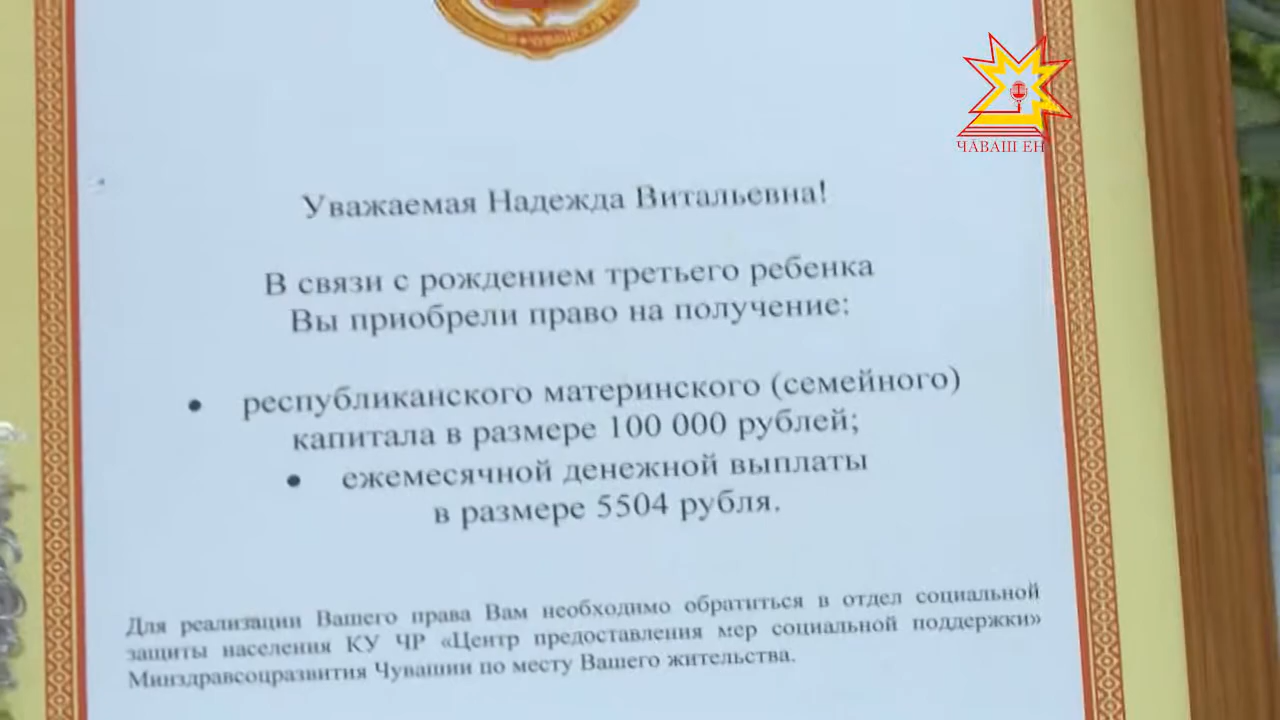 ЧӐВАШ ЕН
Уважаемая Надежда Витальевна!
В связи с рождением третьего ребенка
Вы приобрели право на получение:
• республиканского материнского (семейного)
капитала в размере 100 000 рублей;
• ежемесячной денежной выплаты
в размере 5504 рубля.
Для реализации Вашего права Вам необходимо обратиться в отдел социальной
защиты населения КУ ЧР «Центр предоставления мер социальной поддержки»
Минздравсоцразвития Чувашии по месту Вашего жительства.